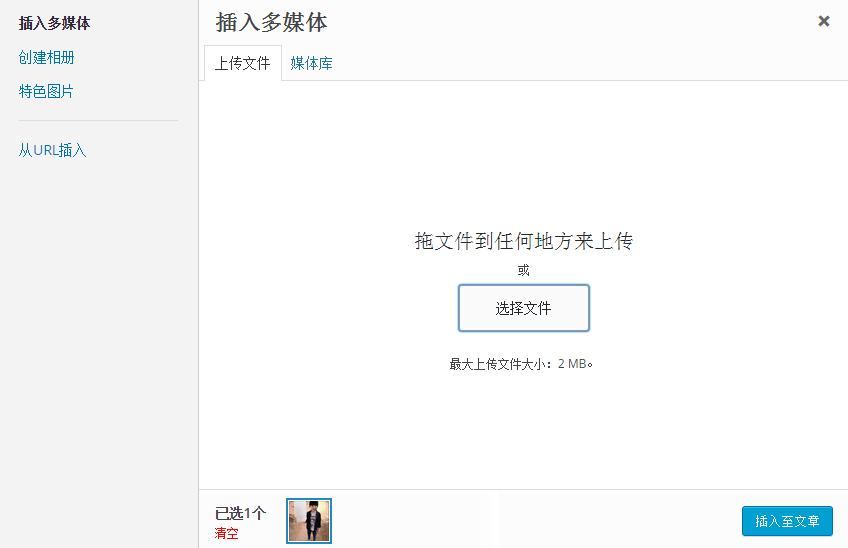 插入多媒体
创建相册
特色图片
从URL插入
插入多媒体
上传文件 媒体库
拖文件到任何地方来上传
或
选择文件
最大上传文件大小：2 MB。
已选1个
清空
插入至文章